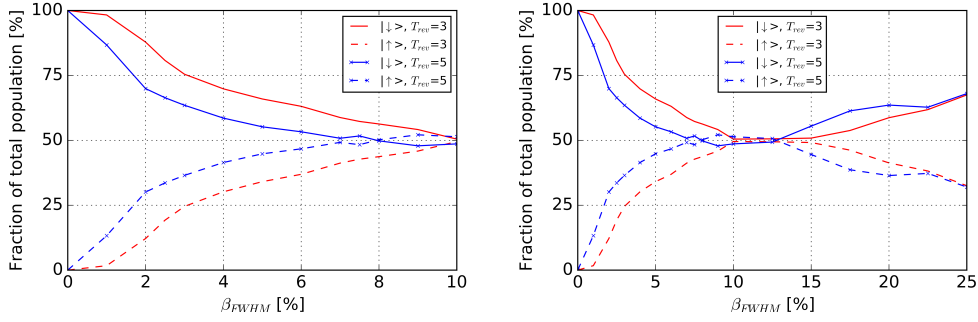 Fraction of total population [%]
100
75
50
25
0
0 2 4 6 8 10
β_FWHM [%]
|↓>, T_rev=3
|↑>, T_rev=3
|↓>, T_rev=5
|↑>, T_rev=5
Fraction of total population [%]
100
75
50
25
0
0 5 10 15 20 25
β_FWHM [%]
|↓>, T_rev=3
|↑>, T_rev=3
|↓>, T_rev=5
|↑>, T_rev=5